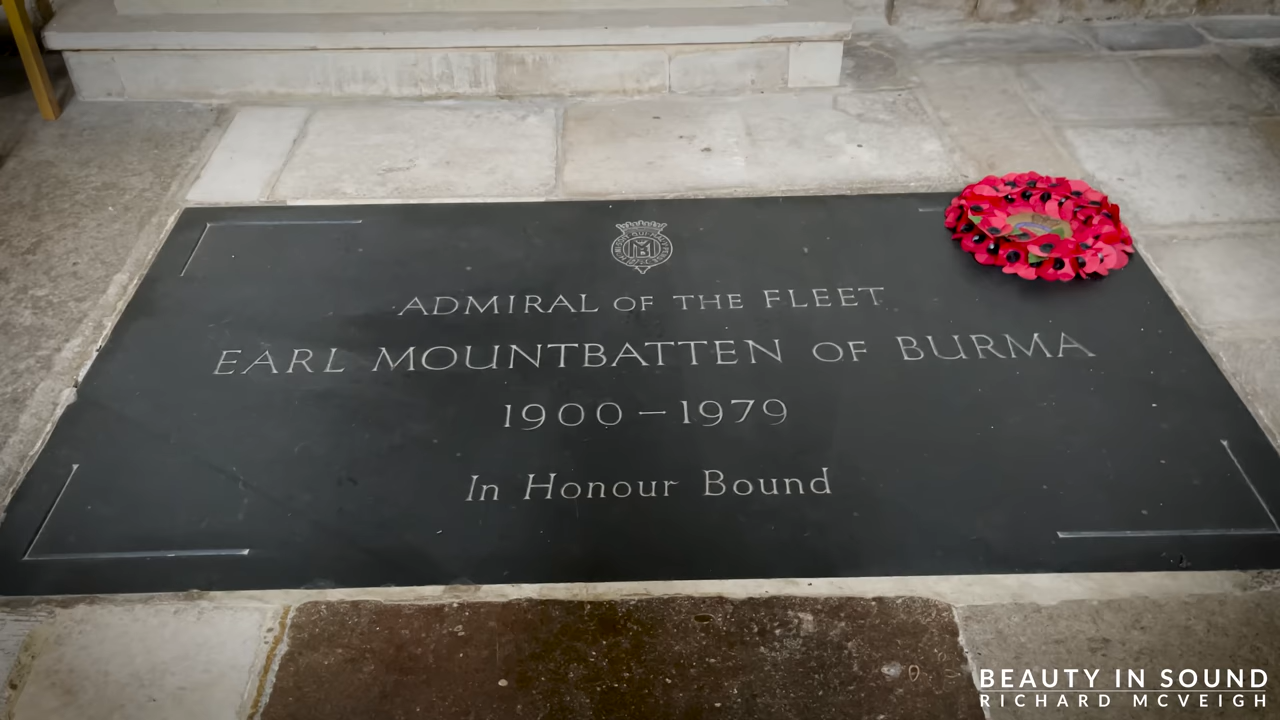 ADMIRAL OF THE FLEET
EARL MOUNTBATTEN OF BURMA
1900 – 1979
In Honour Bound
BEAUTY IN SOUND
RICHARD MCVEIGH